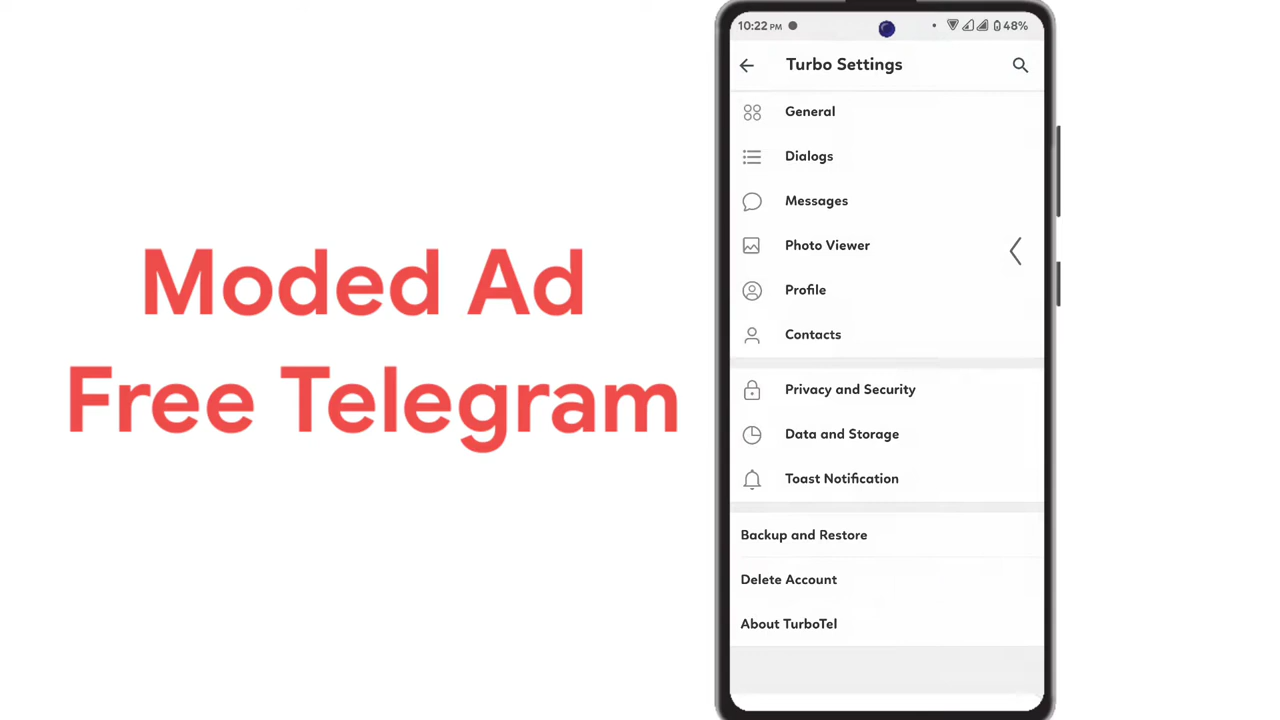 Moded Ad
Free Telegram
10:22 PM
48%
Turbo Settings
General
Dialogs
Messages
Photo Viewer
Profile
Contacts
Privacy and Security
Data and Storage
Toast Notification
Backup and Restore
Delete Account
About TurboTel